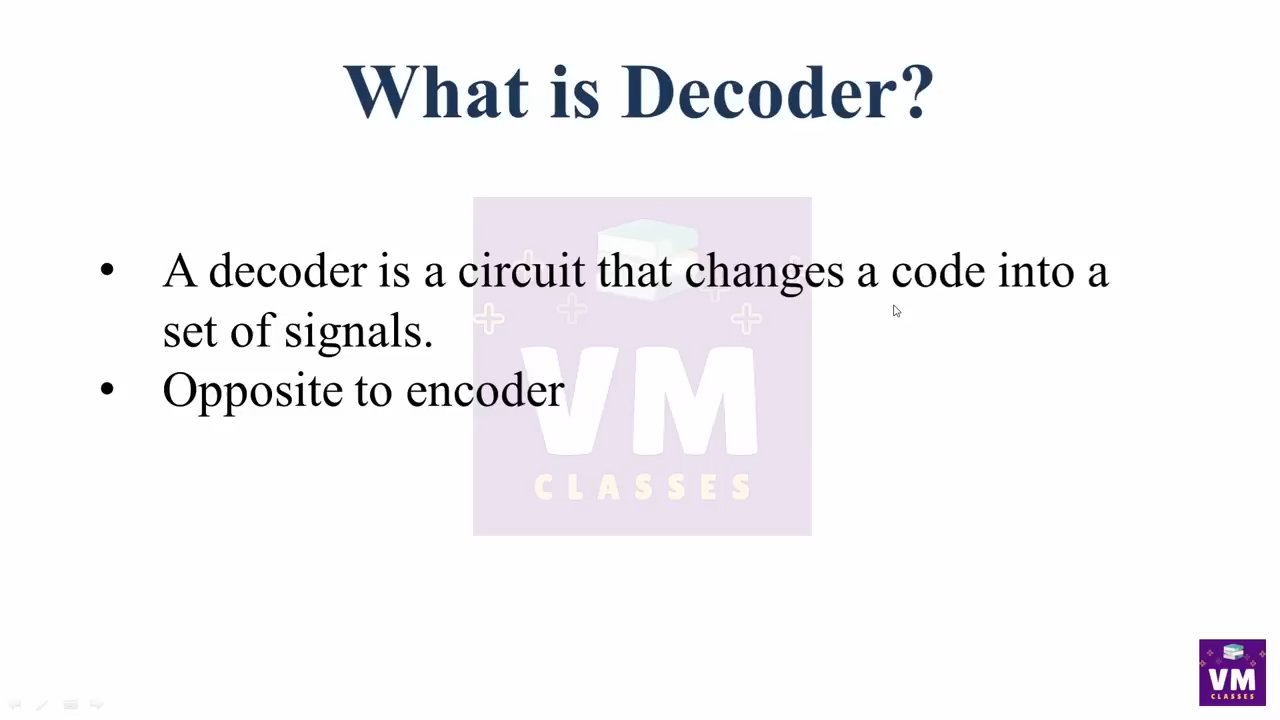 What is Decoder?
• A decoder is a circuit that changes a code into a
set of signals.
• Opposite to encoder
VM
CLASSES
VM
CLASSES